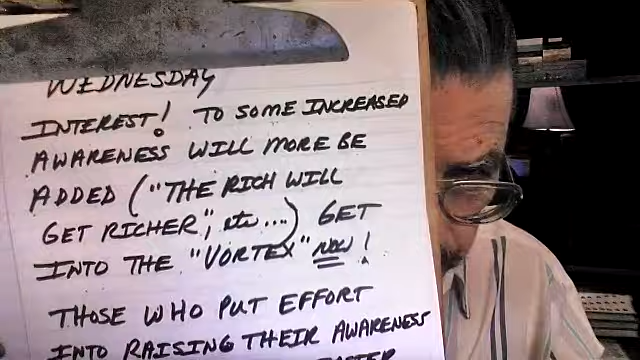 WEDNESDAY
INTEREST! TO SOME INCREASED
AWARENESS WILL MORE BE
ADDED ("THE RICH WILL
GET RICHER", etc....) GET
INTO THE "VORTEX" NOW!
THOSE WHO PUT EFFORT
INTO RAISING THEIR AWARENESS